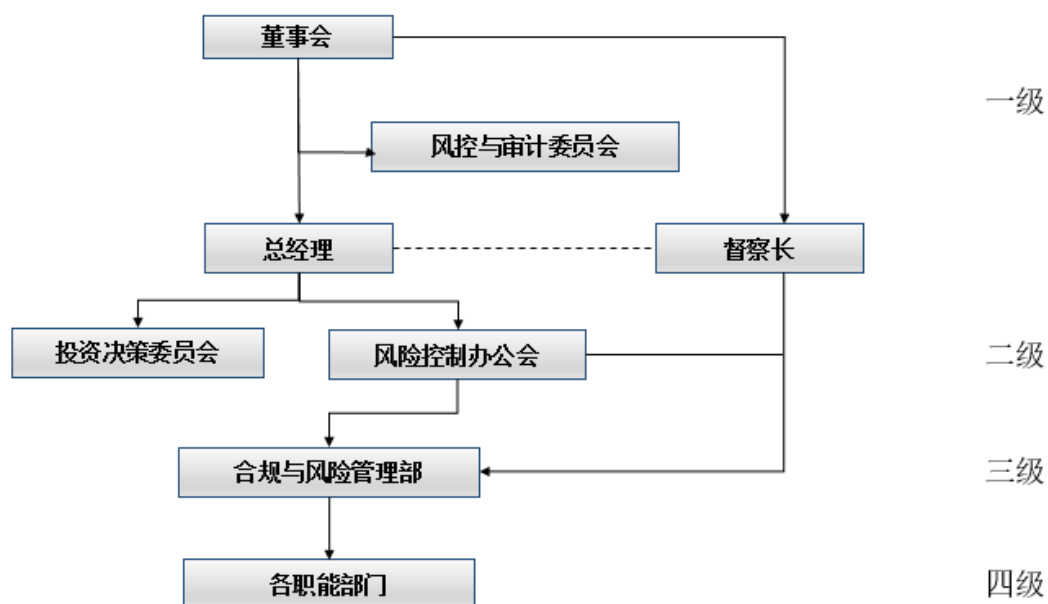 董事会
一级
风控与审计委员会
总经理
督察长
投资决策委员会
风险控制办公会
二级
合规与风险管理部
三级
各职能部门
四级